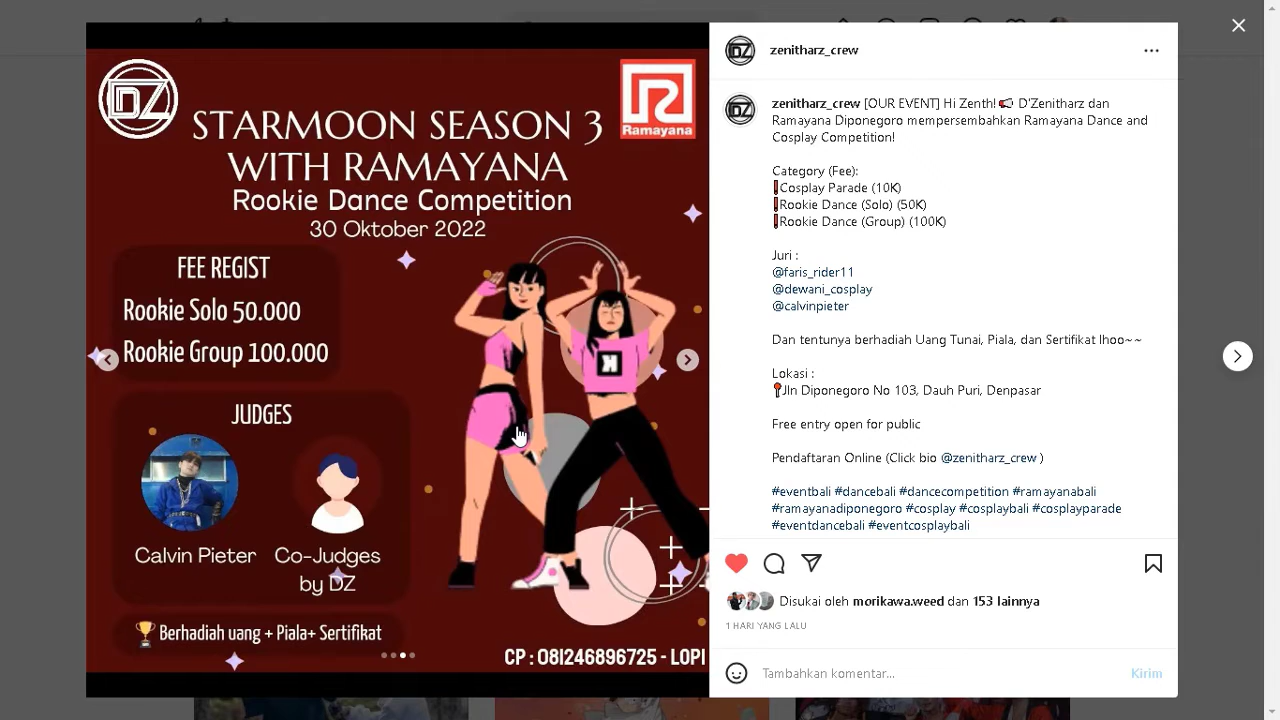 DZ
Ramayana
STARMOON SEASON 3
WITH RAMAYANA
Rookie Dance Competition
30 Oktober 2022
FEE REGIST
Rookie Solo 50.000
Rookie Group 100.000
JUDGES
Calvin Pieter
Co-Judges
by DZ
Berhadiah uang + Piala+ Sertifikat
CP : 081246896725 - LOPI
zenitharz_crew
zenitharz_crew [OUR EVENT] Hi Zenth! D'Zenitharz dan
Ramayana Diponegoro mempersembahkan Ramayana Dance and
Cosplay Competition!
Category (Fee):
Cosplay Parade (10K)
Rookie Dance (Solo) (50K)
Rookie Dance (Group) (100K)
Juri :
@faris_rider11
@dewani_cosplay
@calvinpieter
Dan tentunya berhadiah Uang Tunai, Piala, dan Sertifikat lhoo~~
Lokasi :
Jln Diponegoro No 103, Dauh Puri, Denpasar
Free entry open for public
Pendaftaran Online (Click bio @zenitharz_crew )
#eventbali #dancebali #dancecompetition #ramayanabali
#ramayanadiponegoro #cosplay #cosplaybali #cosplayparade
#eventdancebali #eventcosplaybali
Disukai oleh morikawa.weed dan 153 lainnya
1 HARI YANG LALU
Tambahkan komentar...
Kirim